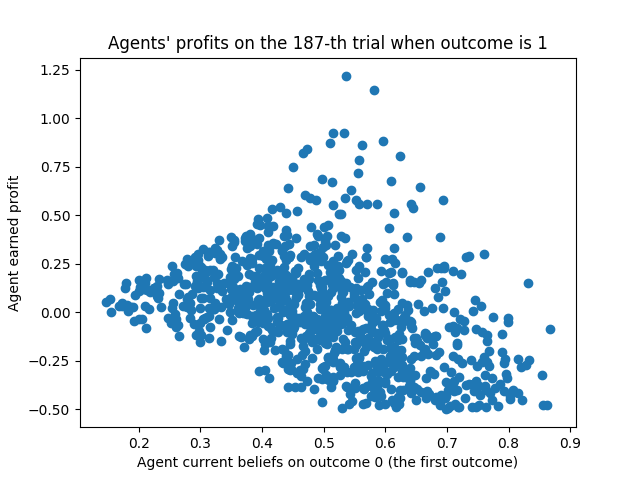 Agents' profits on the 187-th trial when outcome is 1
1.25
1.00
0.75
0.50
0.25
0.00
−0.25
−0.50
Agent earned profit
0.2 0.3 0.4 0.5 0.6 0.7 0.8 0.9
Agent current beliefs on outcome 0 (the first outcome)